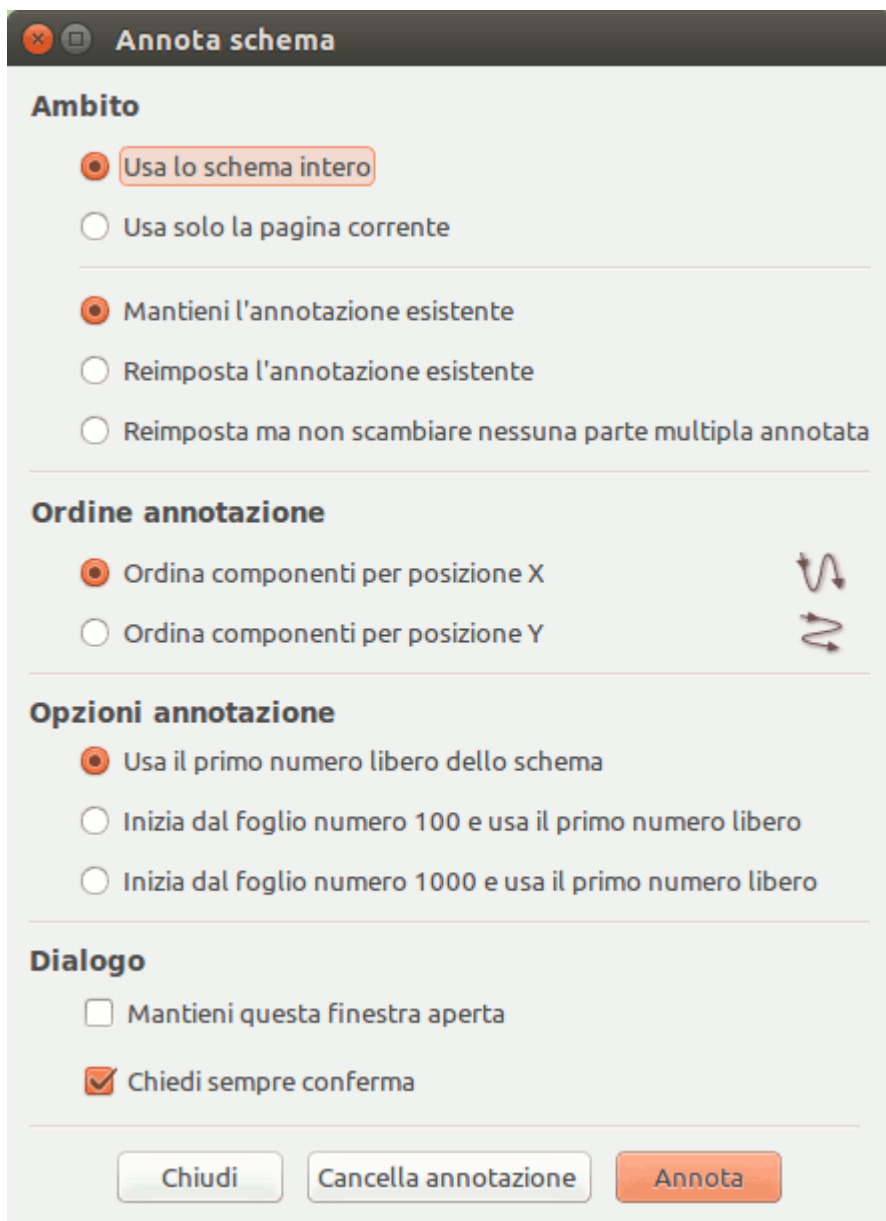 Annota schema
Ambito
Usa lo schema intero
Usa solo la pagina corrente
Mantieni l'annotazione esistente
Reimposta l'annotazione esistente
Reimposta ma non scambiare nessuna parte multipla annotata
Ordine annotazione
Ordina componenti per posizione X
Ordina componenti per posizione Y
Opzioni annotazione
Usa il primo numero libero dello schema
Inizia dal foglio numero 100 e usa il primo numero libero
Inizia dal foglio numero 1000 e usa il primo numero libero
Dialogo
Mantieni questa finestra aperta
Chiedi sempre conferma
Chiudi Cancella annotazione Annota